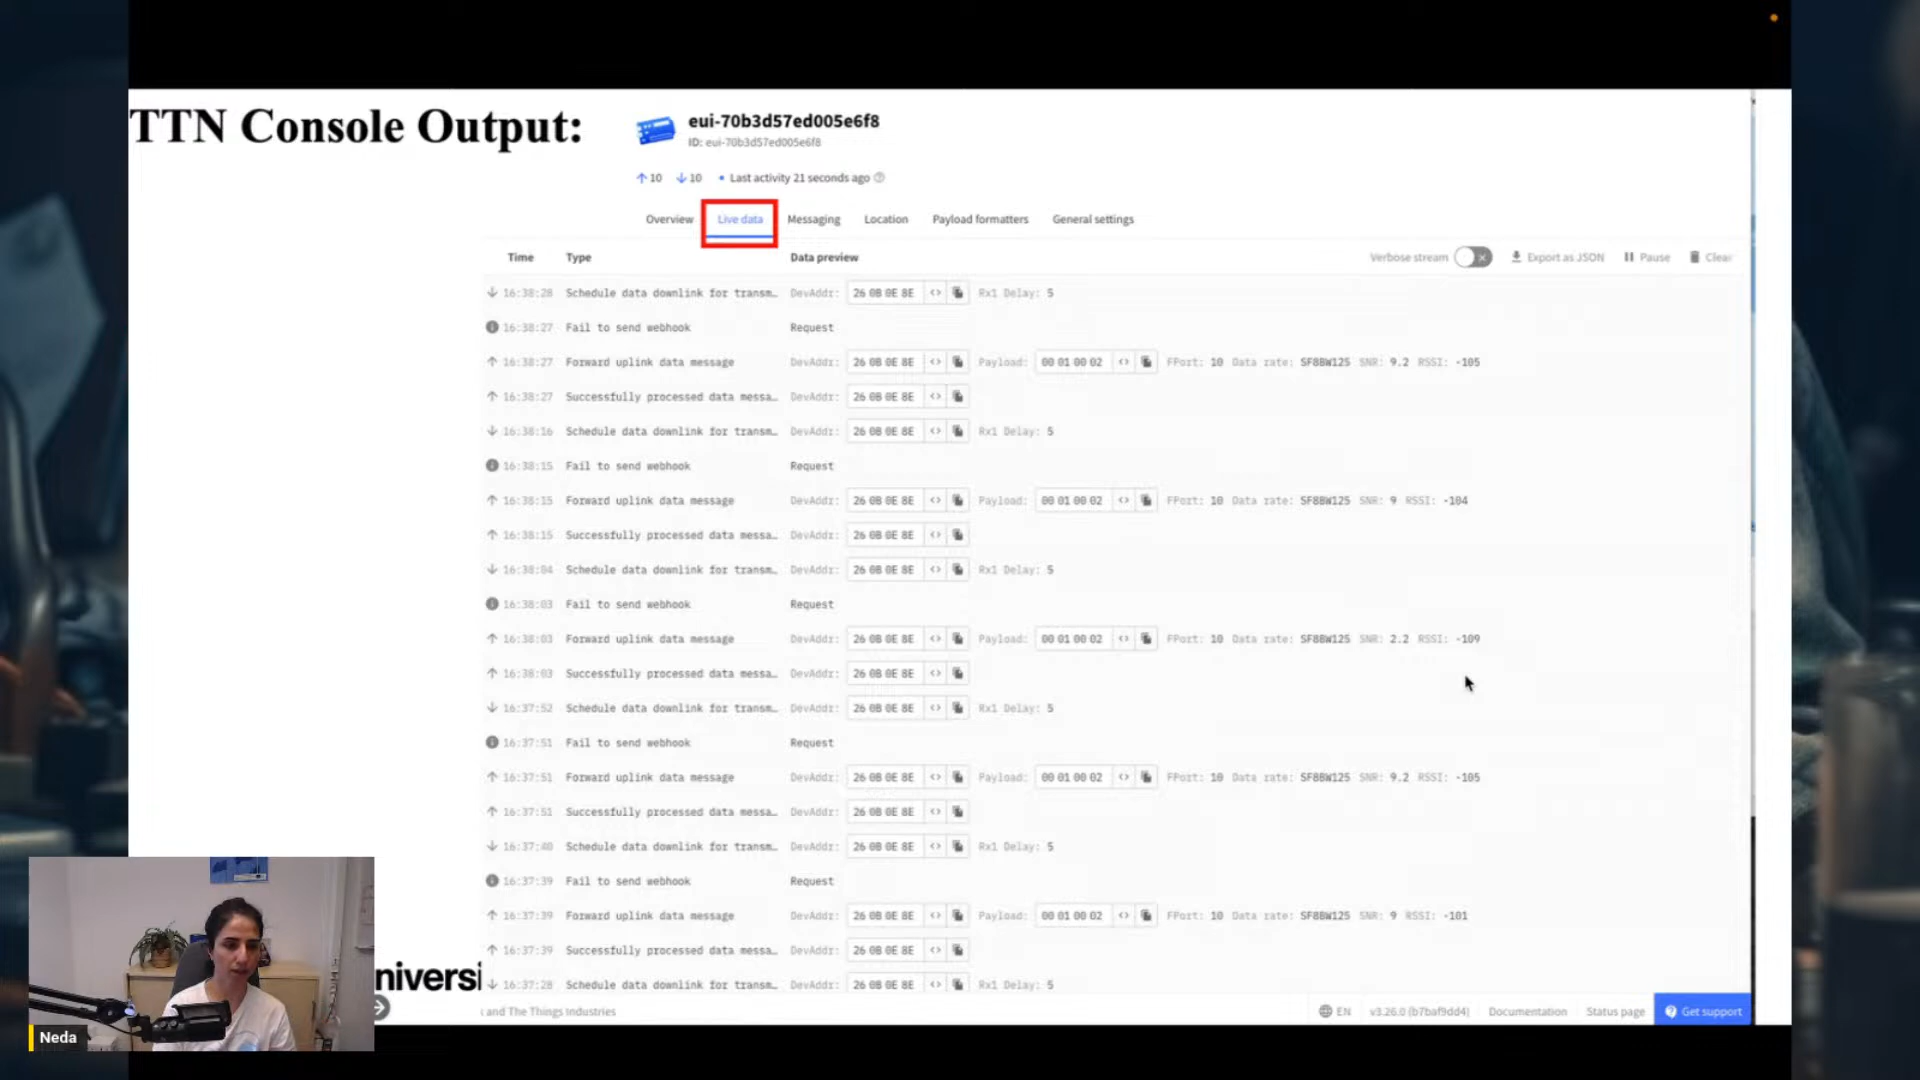 TTN Console Output:
eui-70b3d57ed005e6f8
ID: eui-70b3d57ed005e6f8
↑10 ↓10 • Last activity 21 seconds ago
Overview Live data Messaging Location Payload formatters General settings
Time Type Data preview Verbose stream Export as JSON Pause Clear
↓ 16:38:28 Schedule data downlink for transm… DevAddr: 26 0B 0E 8E <> Rx1 Delay: 5
16:38:27 Fail to send webhook Request
↑ 16:38:27 Forward uplink data message DevAddr: 26 0B 0E 8E <> Payload: 00 01 00 02 <> FPort: 10 Data rate: SF8BW125 SNR: 9.2 RSSI: -105
↑ 16:38:27 Successfully processed data messa… DevAddr: 26 0B 0E 8E <>
↓ 16:38:16 Schedule data downlink for transm… DevAddr: 26 0B 0E 8E <> Rx1 Delay: 5
16:38:15 Fail to send webhook Request
↑ 16:38:15 Forward uplink data message DevAddr: 26 0B 0E 8E <> Payload: 00 01 00 02 <> FPort: 10 Data rate: SF8BW125 SNR: 9 RSSI: -104
↑ 16:38:15 Successfully processed data messa… DevAddr: 26 0B 0E 8E <>
↓ 16:38:04 Schedule data downlink for transm… DevAddr: 26 0B 0E 8E <> Rx1 Delay: 5
16:38:03 Fail to send webhook Request
↑ 16:38:03 Forward uplink data message DevAddr: 26 0B 0E 8E <> Payload: 00 01 00 02 <> FPort: 10 Data rate: SF8BW125 SNR: 2.2 RSSI: -109
↑ 16:38:03 Successfully processed data messa… DevAddr: 26 0B 0E 8E <>
↓ 16:37:52 Schedule data downlink for transm… DevAddr: 26 0B 0E 8E <> Rx1 Delay: 5
16:37:51 Fail to send webhook Request
↑ 16:37:51 Forward uplink data message DevAddr: 26 0B 0E 8E <> Payload: 00 01 00 02 <> FPort: 10 Data rate: SF8BW125 SNR: 9.2 RSSI: -105
↑ 16:37:51 Successfully processed data messa… DevAddr: 26 0B 0E 8E <>
↓ 16:37:40 Schedule data downlink for transm… DevAddr: 26 0B 0E 8E <> Rx1 Delay: 5
16:37:39 Fail to send webhook Request
↑ 16:37:39 Forward uplink data message DevAddr: 26 0B 0E 8E <> Payload: 00 01 00 02 <> FPort: 10 Data rate: SF8BW125 SNR: 9 RSSI: -101
↑ 16:37:39 Successfully processed data messa… DevAddr: 26 0B 0E 8E <>
↓ 16:37:28 Schedule data downlink for transm… DevAddr: 26 0B 0E 8E <> Rx1 Delay: 5
niversi
and The Things Industries EN v3.26.0 (b7baf9dd4) Documentation Status page Get support
Neda